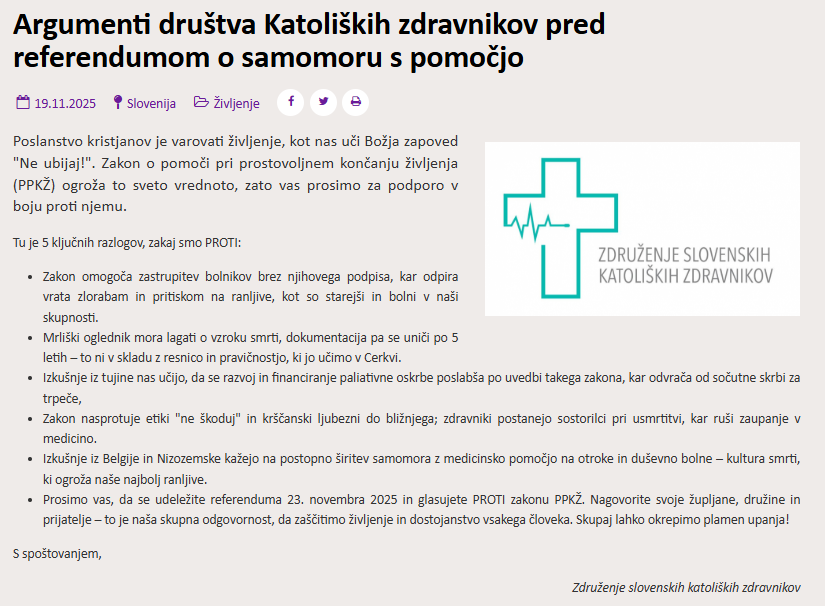 Argumenti društva Katoliških zdravnikov pred
referendumom o samomoru s pomočjo
19.11.2025 Slovenija Življenje
Poslanstvo kristjanov je varovati življenje, kot nas uči Božja zapoved
"Ne ubijaj!". Zakon o pomoči pri prostovoljnem končanju življenja
(PPKŽ) ogroža to sveto vrednoto, zato vas prosimo za podporo v
boju proti njemu.
ZDRUŽENJE SLOVENSKIH
KATOLIŠKIH ZDRAVNIKOV
Tu je 5 ključnih razlogov, zakaj smo PROTI:
• Zakon omogoča zastrupitev bolnikov brez njihovega podpisa, kar odpira
vrata zlorabam in pritiskom na ranljive, kot so starejši in bolni v naši
skupnosti.
• Mrliški oglednik mora lagati o vzroku smrti, dokumentacija pa se uniči po 5
letih – to ni v skladu z resnico in pravičnostjo, ki jo učimo v Cerkvi.
• Izkušnje iz tujine nas učijo, da se razvoj in financiranje paliativne oskrbe poslabša po uvedbi takega zakona, kar odvrača od sočutne skrbi za
trpeče,
• Zakon nasprotuje etiki "ne škoduj" in krščanski ljubezni do bližnjega; zdravniki postanejo sostorilci pri usmrtitvi, kar ruši zaupanje v
medicino.
• Izkušnje iz Belgije in Nizozemske kažejo na postopno širitev samomora z medicinsko pomočjo na otroke in duševno bolne – kultura smrti,
ki ogroža naše najbolj ranljive.
• Prosimo vas, da se udeležite referenduma 23. novembra 2025 in glasujete PROTI zakonu PPKŽ. Nagovorite svoje župljane, družine in
prijatelje – to je naša skupna odgovornost, da zaščitimo življenje in dostojanstvo vsakega človeka. Skupaj lahko okrepimo plamen upanja!
S spoštovanjem,
Združenje slovenskih katoliških zdravnikov